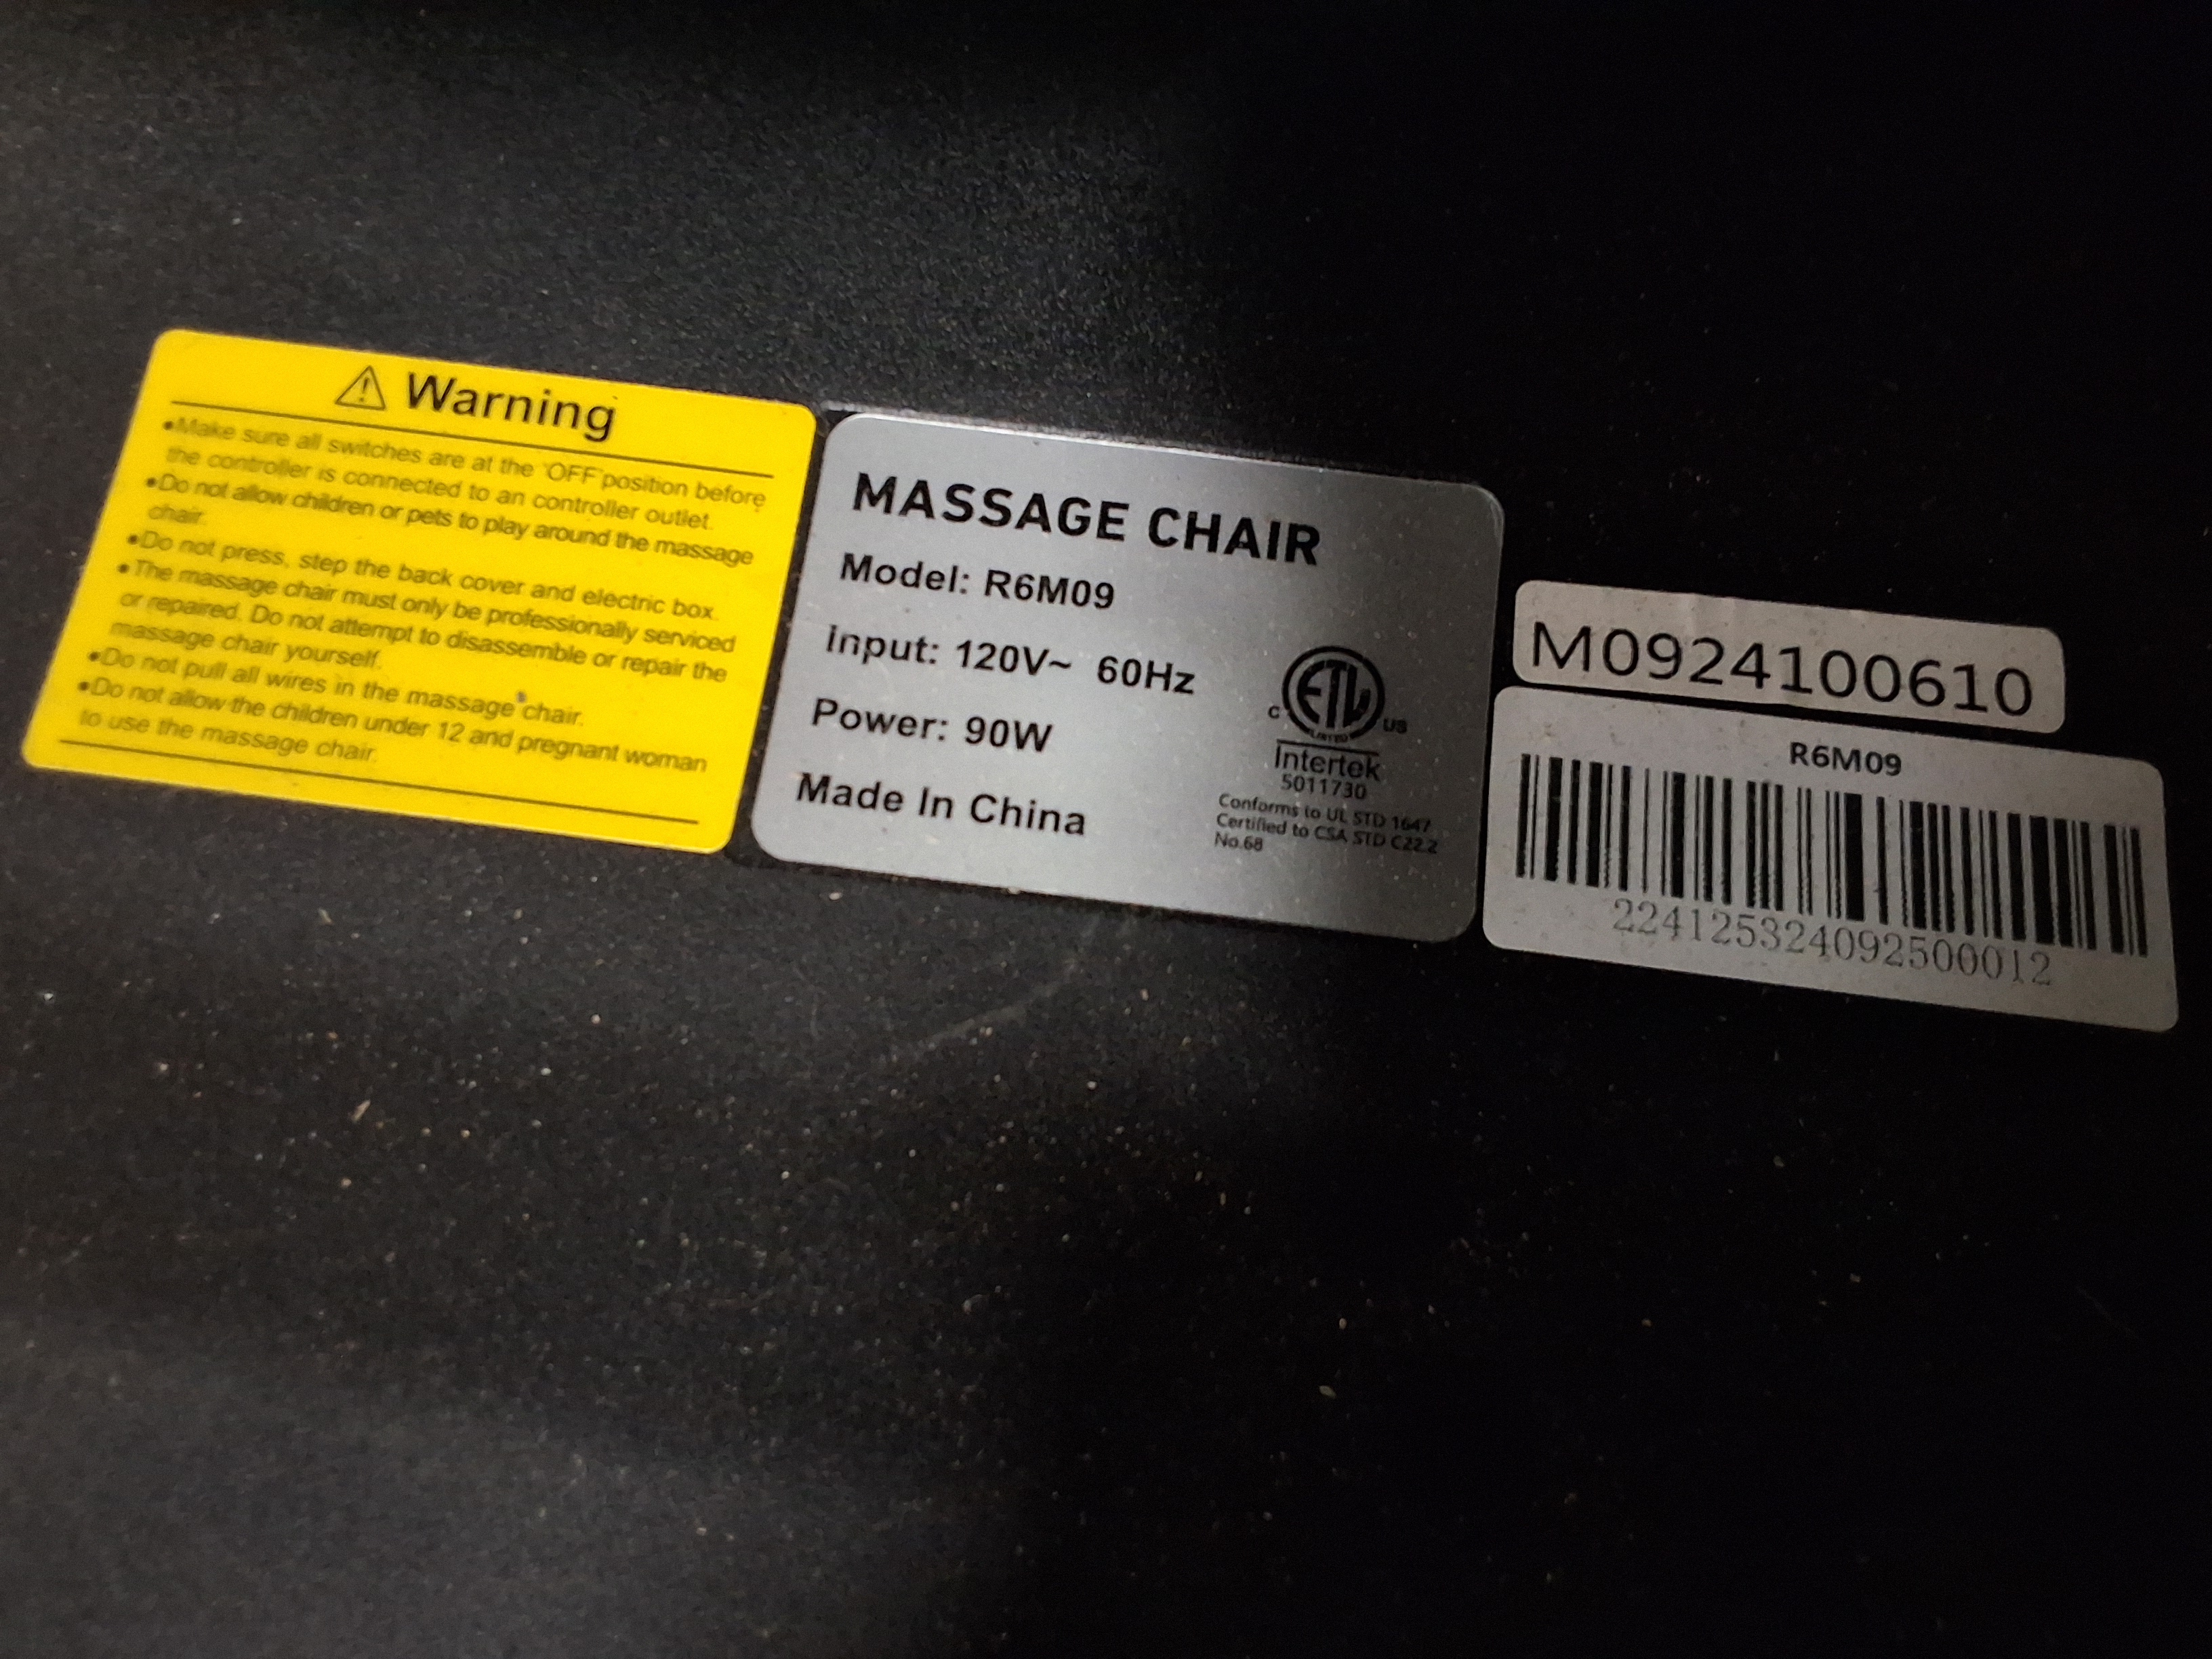 Warning
•Make sure all switches are at the 'OFF' position before
the controller is connected to an controller outlet.
•Do not allow children or pets to play around the massage
chair.
•Do not press, step the back cover and electric box.
•The massage chair must only be professionally serviced
or repaired. Do not attempt to disassemble or repair the
massage chair yourself.
•Do not pull all wires in the massage chair.
•Do not allow the children under 12 and pregnant woman
to use the massage chair.
MASSAGE CHAIR
Model: R6M09
Input: 120V~ 60Hz
Power: 90W
Made In China
ETL
C US
LISTED
Intertek
5011730
Conforms to UL STD 1647
Certified to CSA STD C22.2
No.68
M0924100610
R6M09
224125324092500012